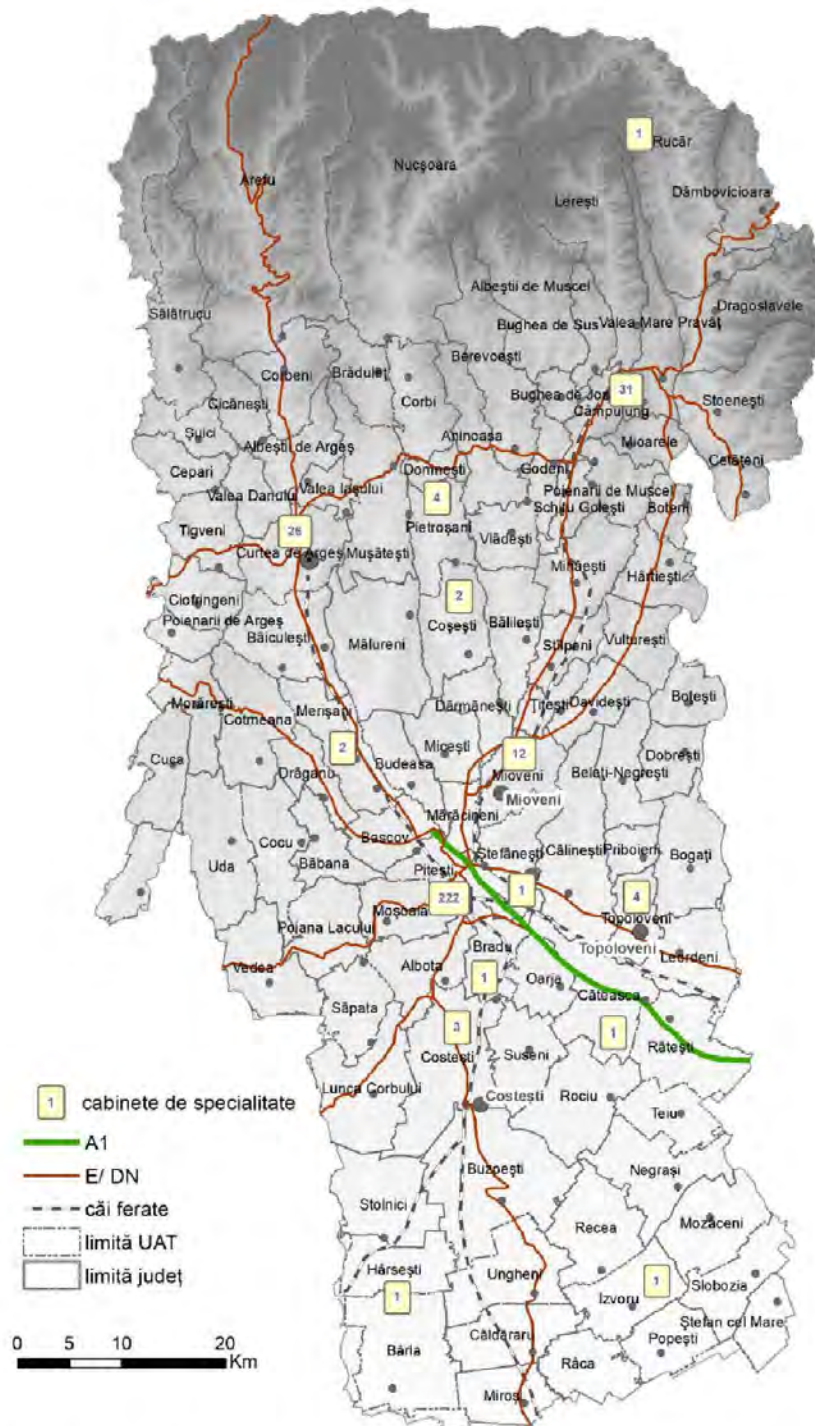 1
Rucăr
Nucșoara
Arefu
Lerești
Dâmbovicioara
Albeștii de Muscel
Sălătrucu
Bughea de Sus
Valea Mare Pravăț
Dragoslavele
Berevoești
Corbeni
Brăduleț
Corbi
Bughea de Jos
31
Câmpulung
Stoenești
Cicănești
Șuici
Albeștii de Argeș
Aninoasa
Mioarele
Cepari
Domnești
Godeni
Cetățeni
Valea Danului
Valea Iașului
4
Poienarii de Muscel
Schitu Golești
Boteni
Tigveni
26
Pietroșani
Vlădești
Curtea de Argeș
Mușătești
Mihăești
Hârtiești
Ciofringeni
2
Poienarii de Argeș
Coșești
Bălilești
Băiculești
Mălureni
Stîlpeni
Vulturești
Morărești
Cotmeana
Merișani
Dârmănești
Țițești
Davidești
Boțești
2
Micești
12
Cuca
Drăganu
Budeasa
Mioveni
Belați-Negrești
Dobrești
Mioveni
Mărăcineni
Cocu
Bascov
Uda
Băbana
Pitești
Ștefănești
Călinești
Priboieni
Bogați
222
1
4
Moșoaia
Topoloveni
Poiana Lacului
Bradu
Topoloveni
Leordeni
Vedea
Albota
1
Oarja
Căteasca
Săpata
3
1
Costești
Suseni
Rătești
Lunca Corbului
Costești
Rociu
Teiu
Buzoești
Negrași
Stolnici
Recea
Mozăceni
Hârsești
Ungheni
1
1
Izvoru
Slobozia
Căldăraru
Ștefan cel Mare
Bârla
Râca
Popești
Miroș
1 cabinete de specialitate
A1
E/ DN
căi ferate
limită UAT
limită județ
0 5 10 20
Km